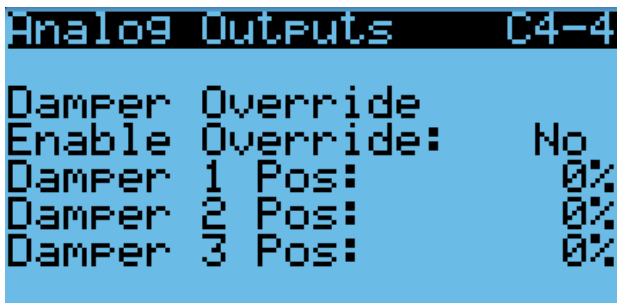 Analog Outputs C4-4
Damper Override
Enable Override: No
Damper 1 Pos: 0%
Damper 2 Pos: 0%
Damper 3 Pos: 0%